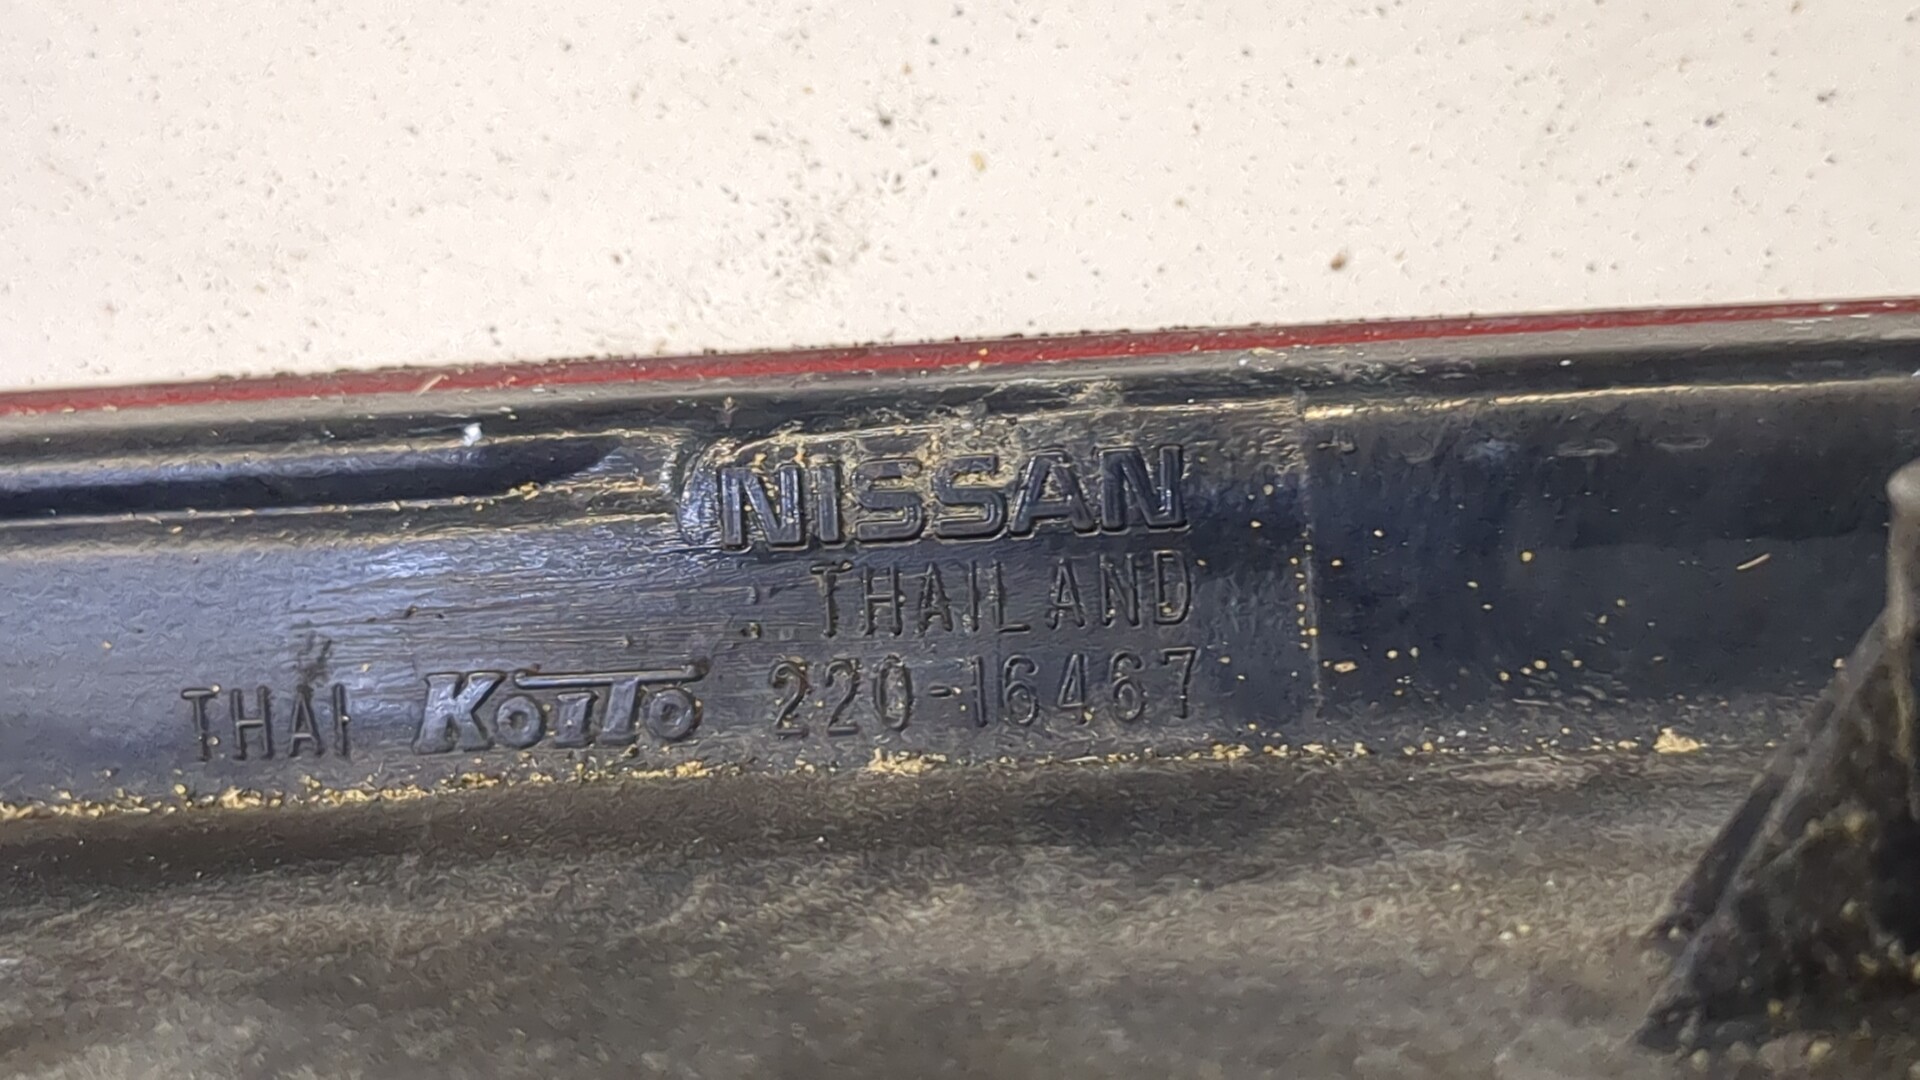 NISSAN
THAILAND
THAI KOITO 220-16467